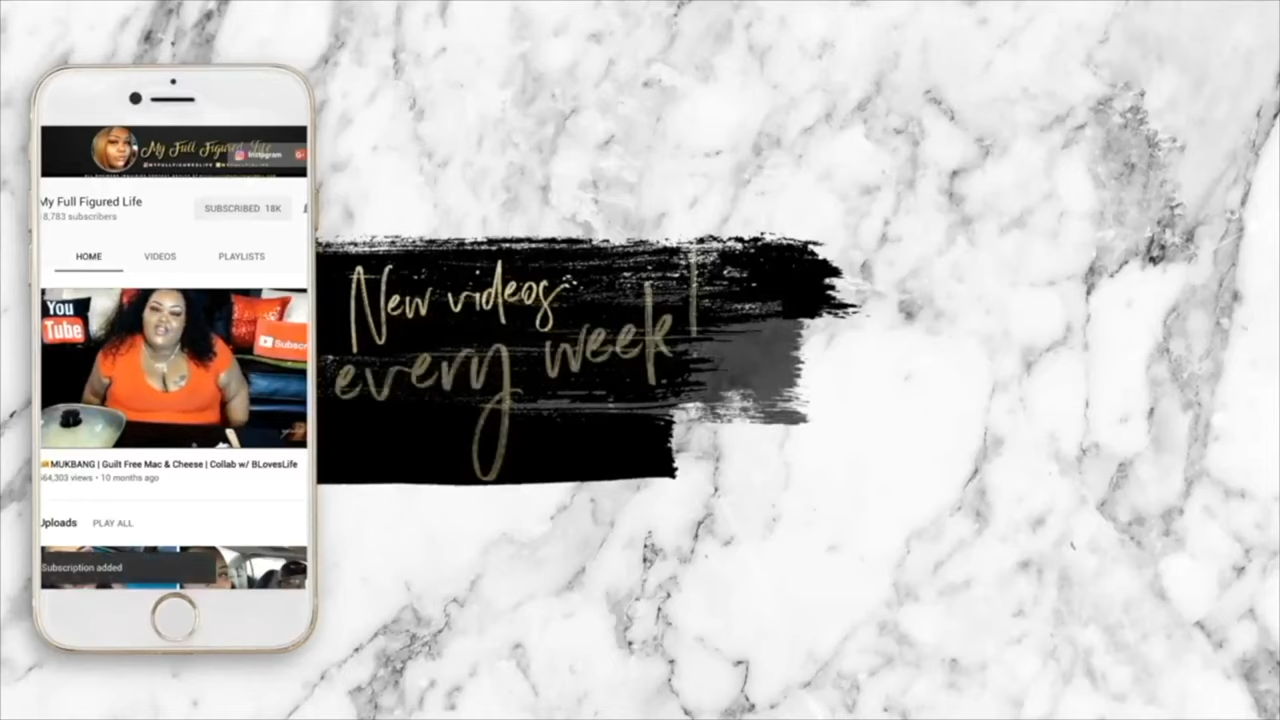 My Full Figured Life
Instagram
My Full Figured Life
8,783 subscribers
SUBSCRIBED 18K
HOME
VIDEOS
PLAYLISTS
You
Tube
Subscr
MUKBANG | Guilt Free Mac & Cheese | Collab w/ BLovesLife
64,303 views • 10 months ago
Uploads
PLAY ALL
Subscription added
New videos
every week!